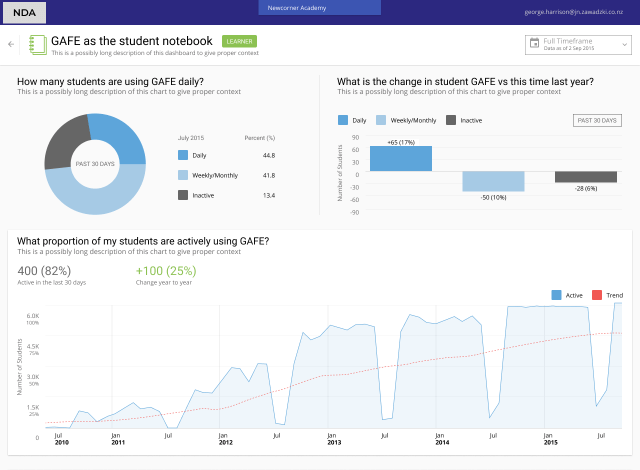 NDA
Newcorner Academy
george.harrison@jn.zawadzki.co.nz
GAFE as the student notebook
LEARNER
This is a possibly long description of this dashboard to give proper context
Full Timeframe
Data as of 2 Sep 2015
How many students are using GAFE daily?
This is a possibly long description of this chart to give proper context
PAST 30 DAYS
July 2015 Percent (%)
Daily 44.8
Weekly/Monthly 41.8
Inactive 13.4
What is the change in student GAFE vs this time last year?
This is a possibly long description of this chart to give proper context
Daily Weekly/Monthly Inactive
PAST 30 DAYS
Number of Students
90
60
30
0
-30
-60
-90
+65 (17%)
-50 (10%)
-28 (6%)
What proportion of my students are actively using GAFE?
This is a possibly long description of this chart to give proper context
400 (82%)
Active in the last 30 days
+100 (25%)
Change year to year
Active Trend
Number of Students
6.0K
100%
4.5K
75%
3.0K
50%
1.5K
25%
0
Jul Jan Jul Jan Jul Jan Jul Jan Jul Jan Jul
2010 2011 2012 2013 2014 2015